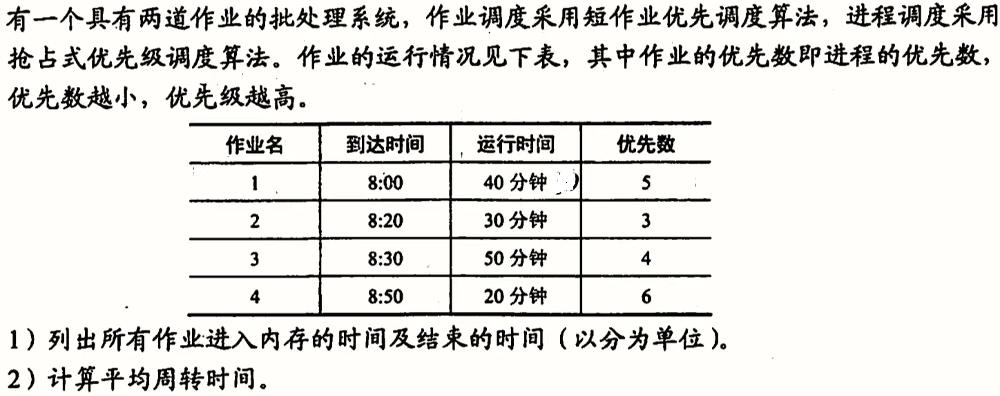 有一个具有两道作业的批处理系统，作业调度采用短作业优先调度算法，进程调度采用
抢占式优先级调度算法。作业的运行情况见下表，其中作业的优先数即进程的优先数，
优先数越小，优先级越高。
作业名 到达时间 运行时间 优先数
1 8:00 40 分钟 5
2 8:20 30 分钟 3
3 8:30 50 分钟 4
4 8:50 20 分钟 6
1）列出所有作业进入内存的时间及结束的时间（以分为单位）。
2）计算平均周转时间。